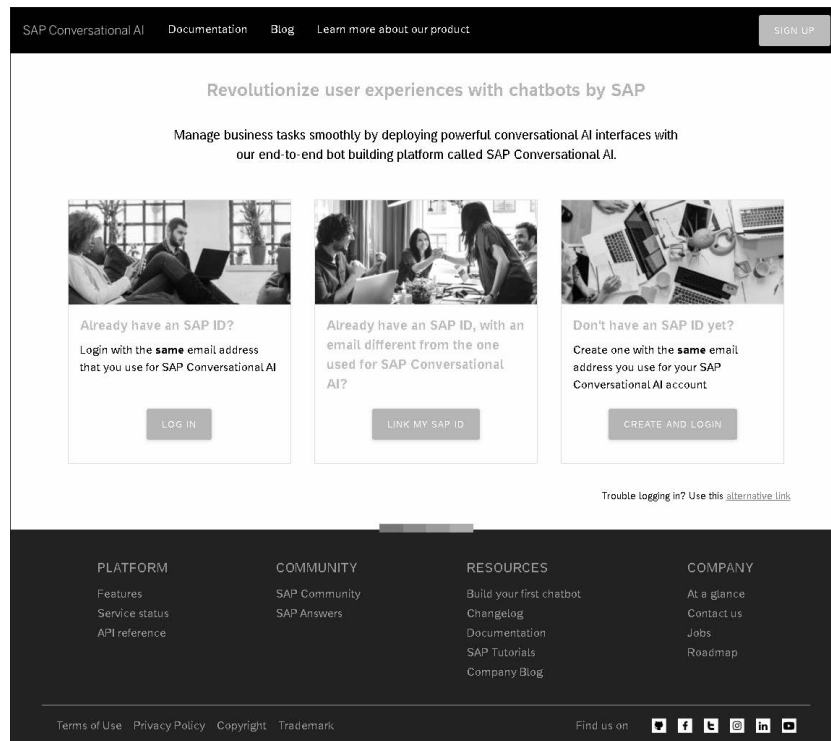 SAP Conversational AI Documentation Blog Learn more about our product SIGN UP
Revolutionize user experiences with chatbots by SAP
Manage business tasks smoothly by deploying powerful conversational AI interfaces with
our end-to-end bot building platform called SAP Conversational AI.
Already have an SAP ID?
Login with the same email address
that you use for SAP Conversational AI
LOG IN
Already have an SAP ID, with an
email different from the one
used for SAP Conversational
AI?
LINK MY SAP ID
Don't have an SAP ID yet?
Create one with the same email
address you use for your SAP
Conversational AI account
CREATE AND LOGIN
Trouble logging in? Use this alternative link
PLATFORM
Features
Service status
API reference
COMMUNITY
SAP Community
SAP Answers
RESOURCES
Build your first chatbot
Changelog
Documentation
SAP Tutorials
Company Blog
COMPANY
At a glance
Contact us
Jobs
Roadmap
Terms of Use Privacy Policy Copyright Trademark Find us on